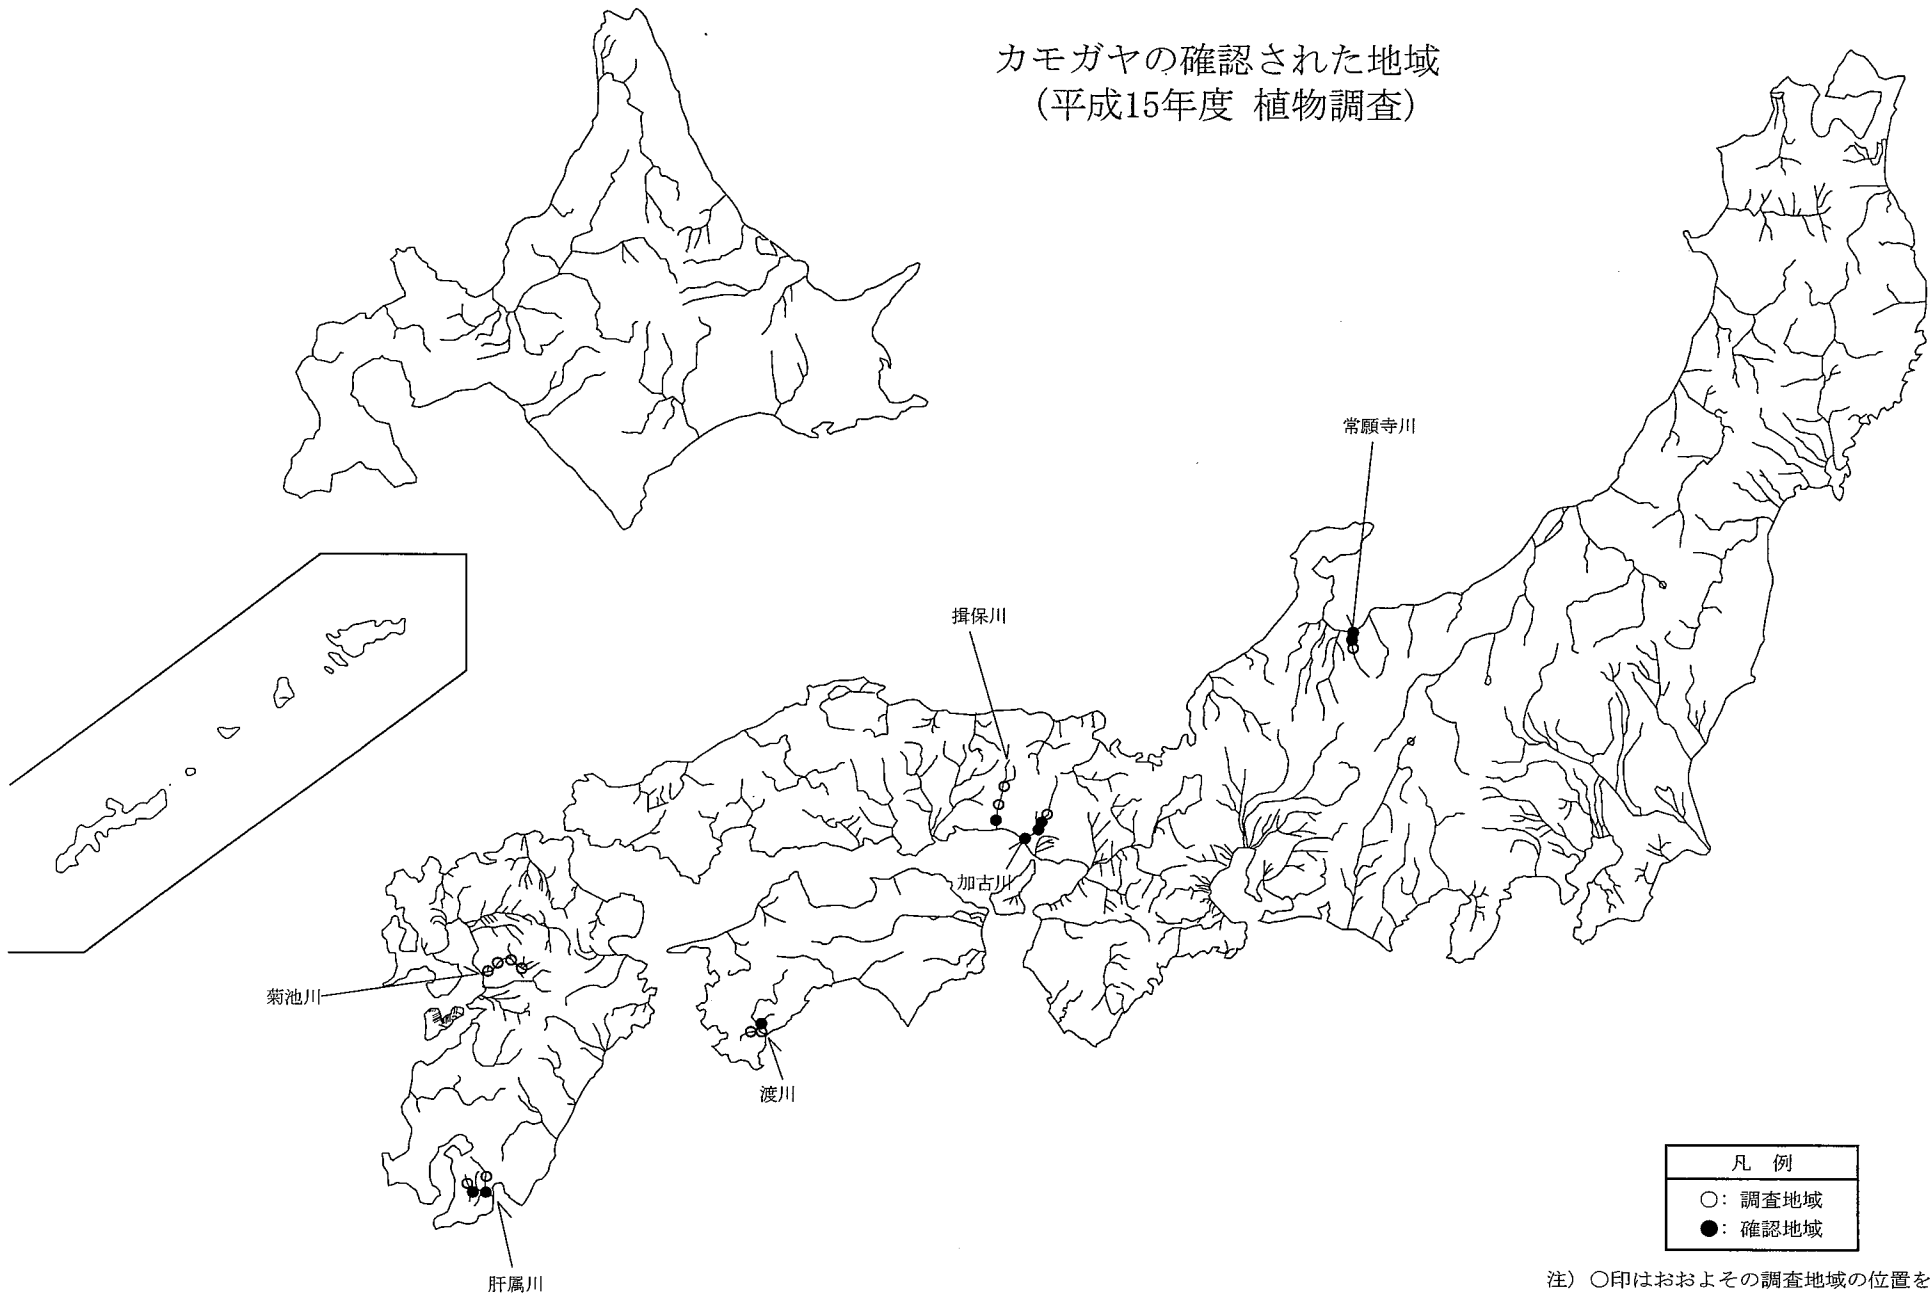 カモガヤの確認された地域
(平成15年度 植物調査)
常願寺川
揖保川
加古川
菊池川
渡川
肝属川
凡 例
○: 調査地域
●: 確認地域
注) ○印はおおよその調査地域の位置を